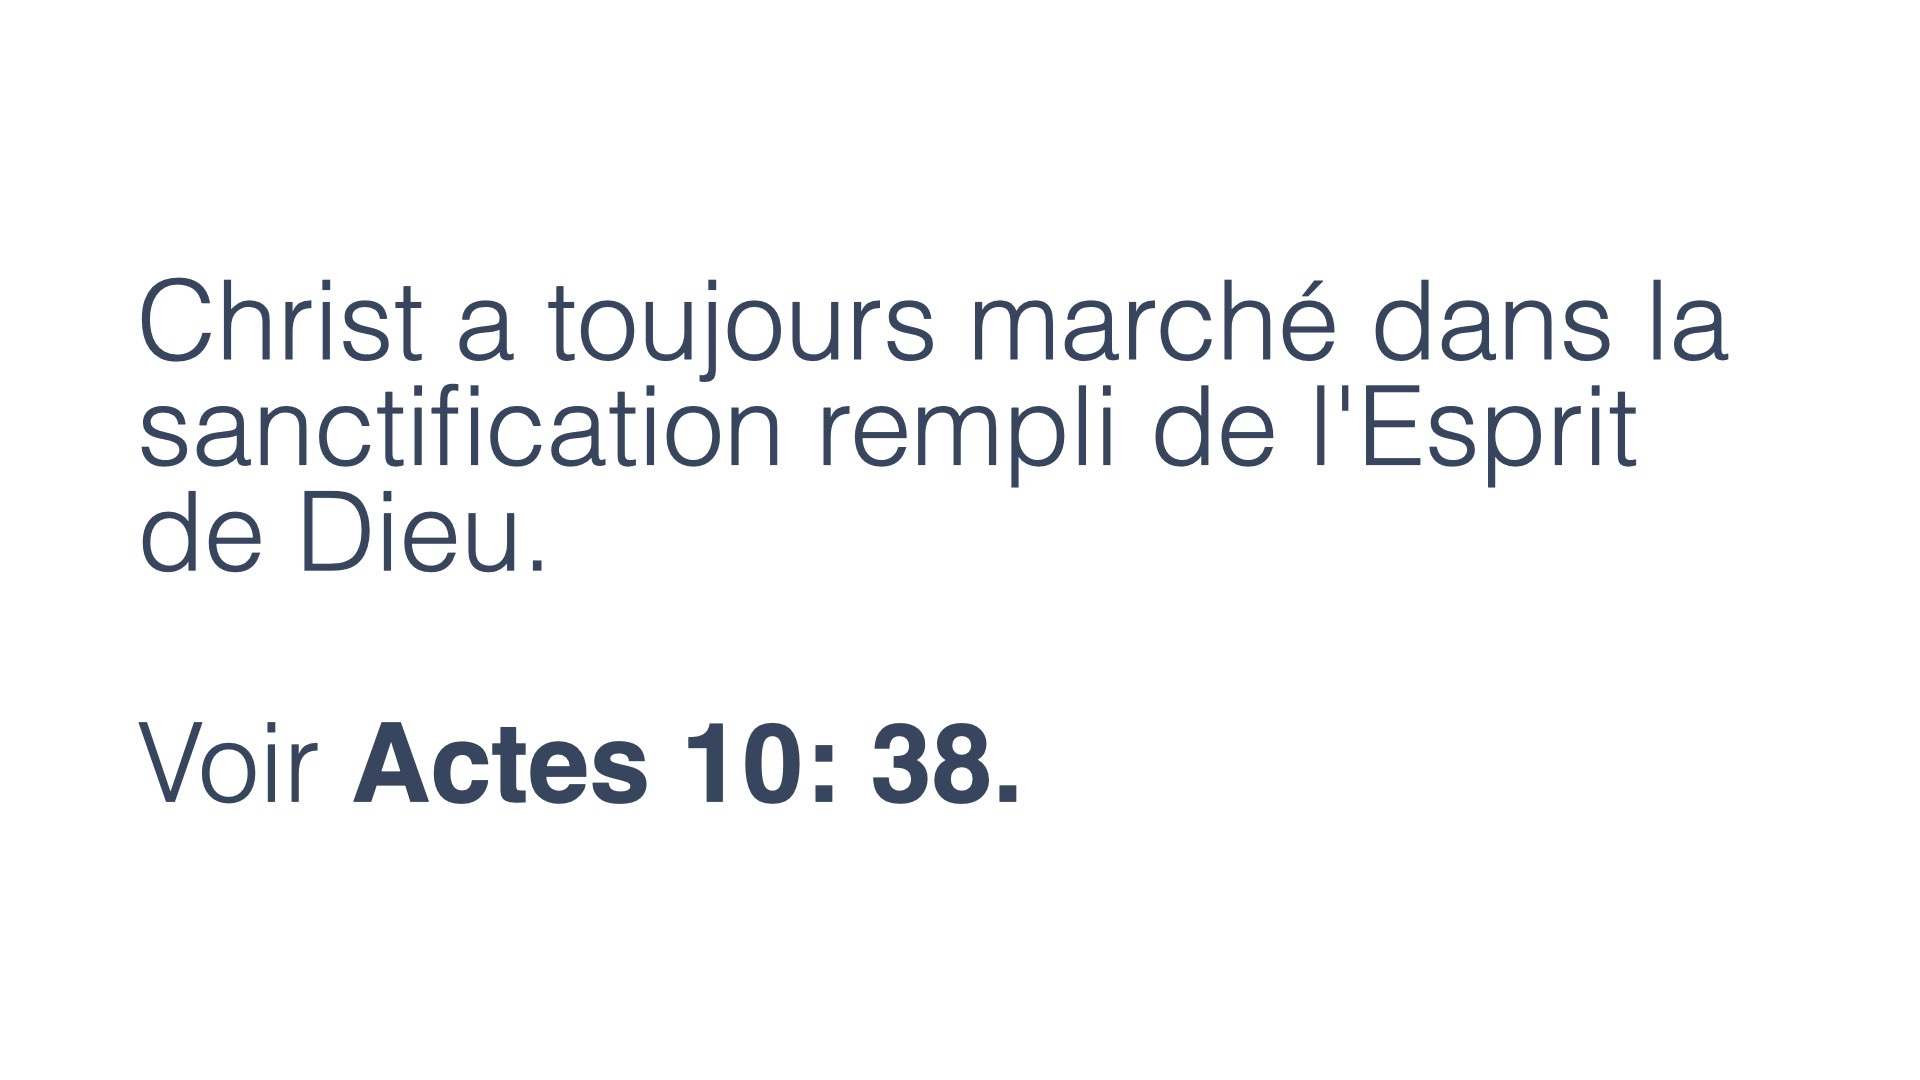 Christ a toujours marché dans la
sanctification rempli de l'Esprit
de Dieu.
Voir Actes 10: 38.